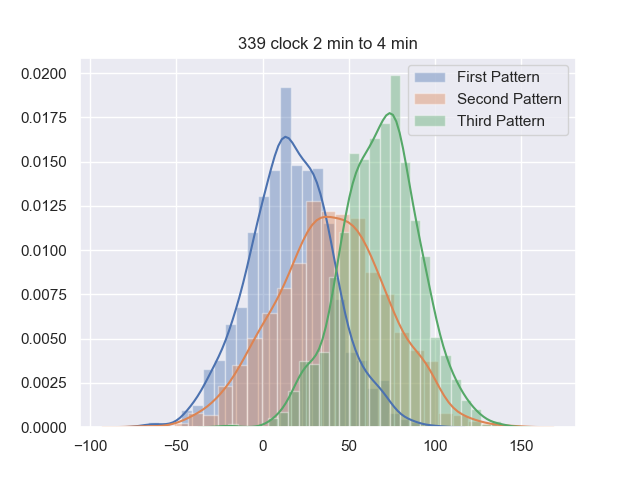 339 clock 2 min to 4 min
First Pattern
Second Pattern
Third Pattern
0.0200
0.0175
0.0150
0.0125
0.0100
0.0075
0.0050
0.0025
0.0000
−100 −50 0 50 100 150